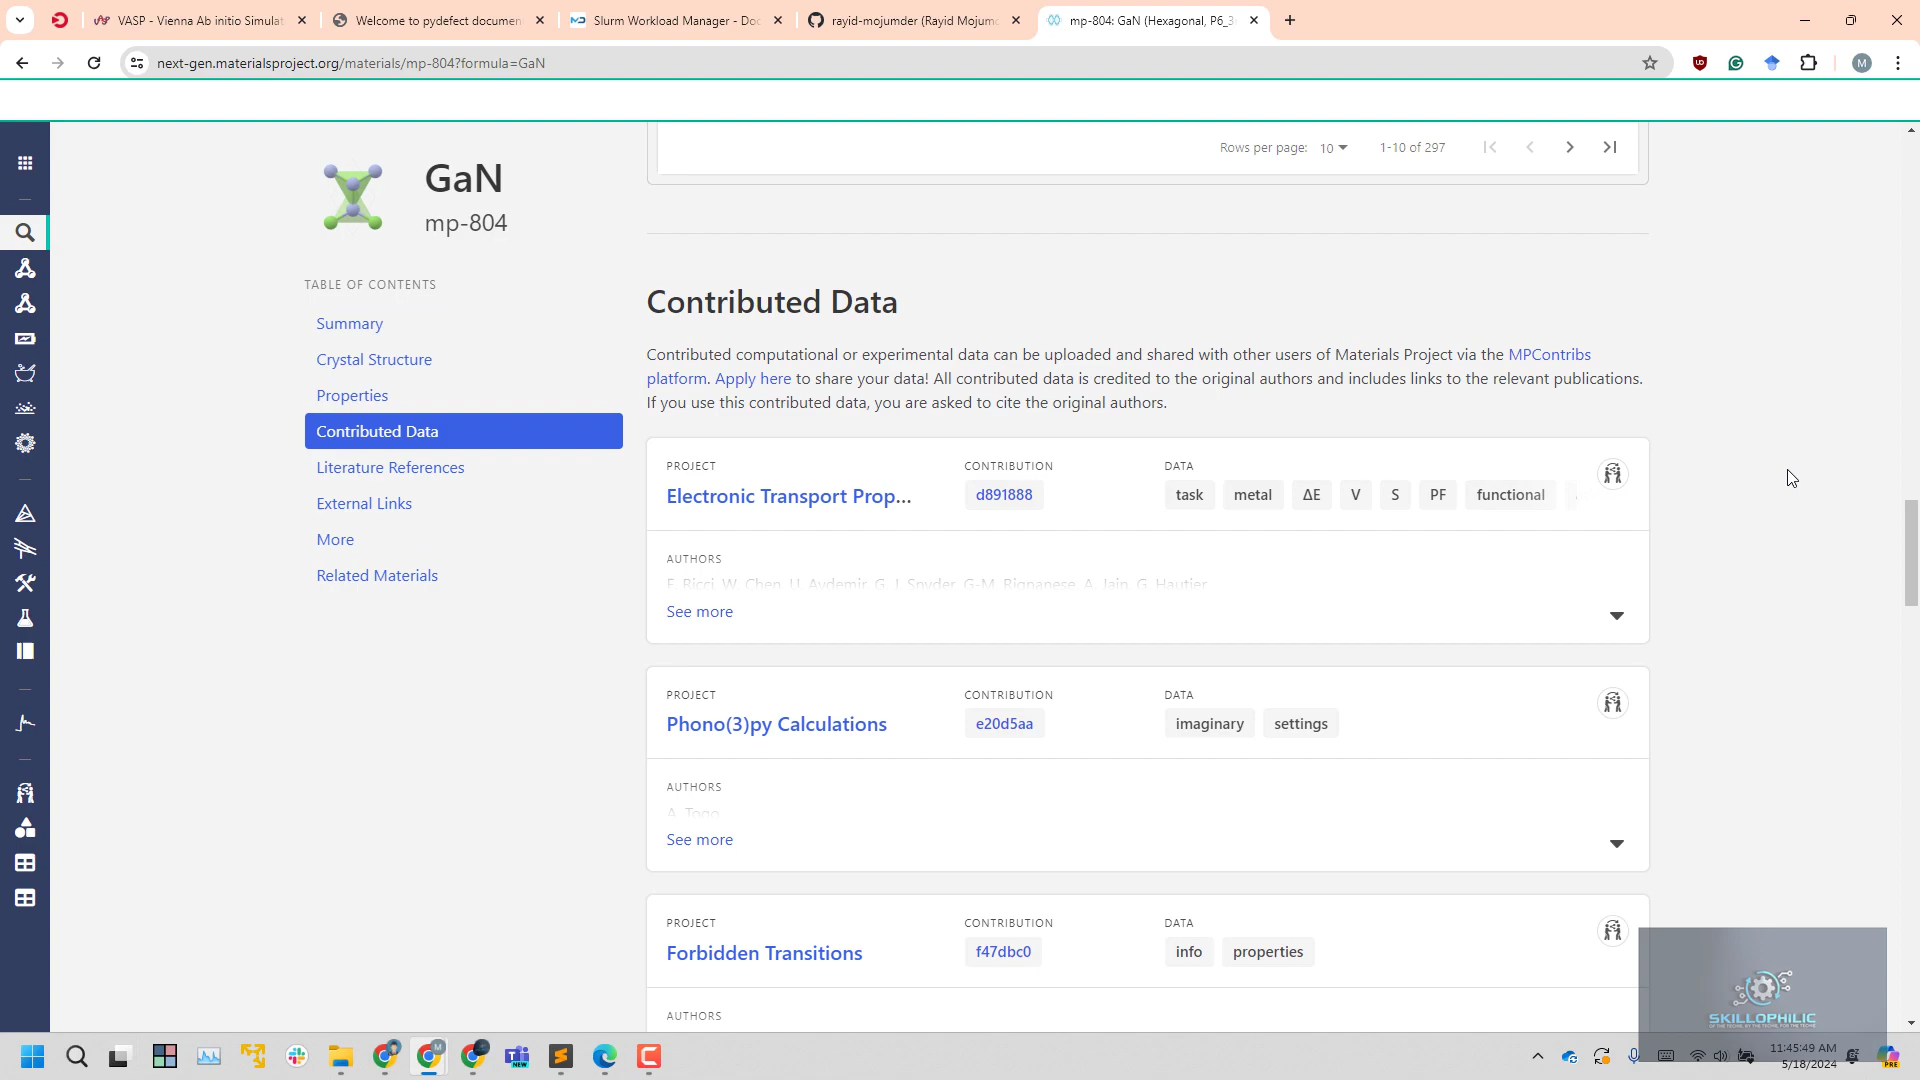 VASP - Vienna Ab initio Simulat
Welcome to pydefect documen
Slurm Workload Manager - Doc
rayid-mojumder (Rayid Mojumd
mp-804: GaN (Hexagonal, P6_3
next-gen.materialsproject.org/materials/mp-804?formula=GaN
M
Rows per page: 10 1-10 of 297
GaN
mp-804
TABLE OF CONTENTS
Summary
Crystal Structure
Properties
Contributed Data
Literature References
External Links
More
Related Materials
Contributed Data
Contributed computational or experimental data can be uploaded and shared with other users of Materials Project via the MPContribs
platform. Apply here to share your data! All contributed data is credited to the original authors and includes links to the relevant publications.
If you use this contributed data, you are asked to cite the original authors.
PROJECT CONTRIBUTION DATA
Electronic Transport Prop... d891888 task metal ΔE V S PF functional
AUTHORS
F. Ricci, W. Chen, U. Aydemir, G. J. Snyder, G-M. Rignanese, A. Jain, G. Hautier
See more
PROJECT CONTRIBUTION DATA
Phono(3)py Calculations e20d5aa imaginary settings
AUTHORS
A. Togo
See more
PROJECT CONTRIBUTION DATA
Forbidden Transitions f47dbc0 info properties
AUTHORS
SKILLOPHILIC
11:45:49 AM
5/18/2024